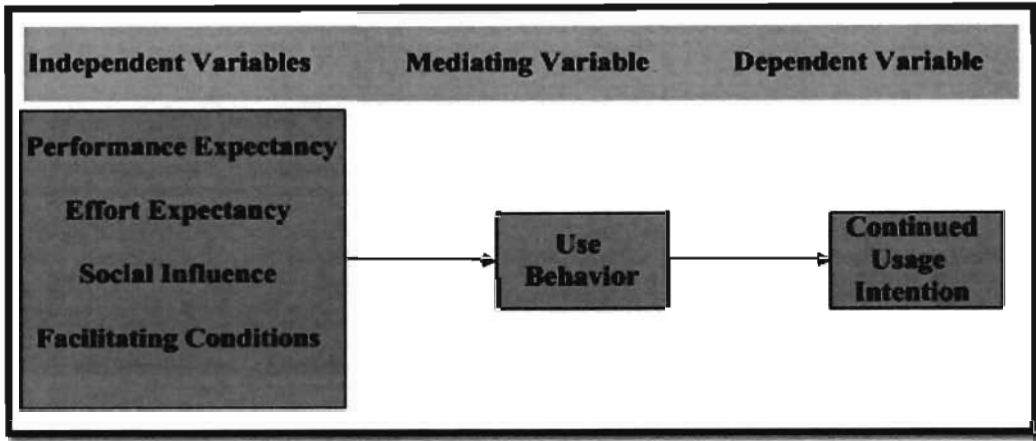 Independent Variables
Mediating Variable
Dependent Variable
Performance Expectancy
Effort Expectancy
Social Influence
Facilitating Conditions
Use
Behavior
Continued
Usage
Intention